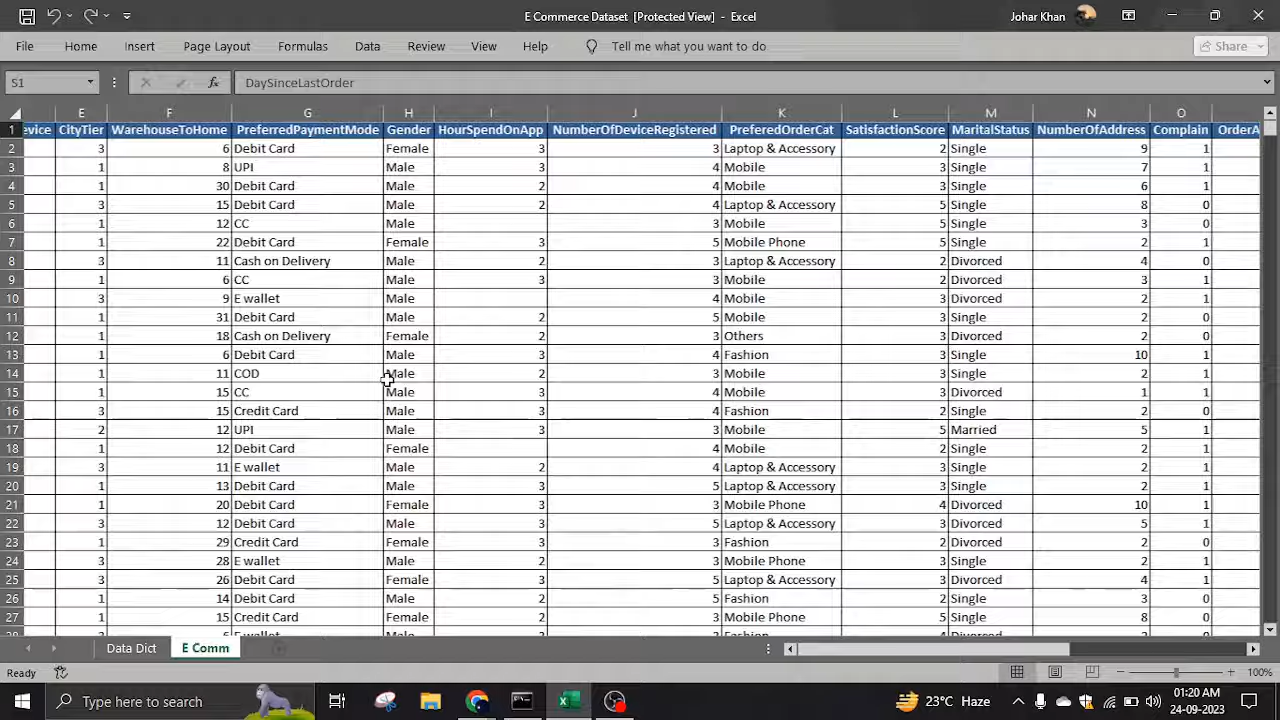 E Commerce Dataset [Protected View] - Excel
Johar Khan
File Home Insert Page Layout Formulas Data Review View Help Tell me what you want to do Share
S1 fx DaySinceLastOrder
E F G H I J K L M N O
1 evice CityTier WarehouseToHome PreferredPaymentMode Gender HourSpendOnApp NumberOfDeviceRegistered PreferedOrderCat SatisfactionScore MaritalStatus NumberOfAddress Complain OrderA
2 3 6 Debit Card Female 3 3 Laptop & Accessory 2 Single 9 1
3 1 8 UPI Male 3 4 Mobile 3 Single 7 1
4 1 30 Debit Card Male 2 4 Mobile 3 Single 6 1
5 3 15 Debit Card Male 2 4 Laptop & Accessory 5 Single 8 0
6 1 12 CC Male 3 Mobile 5 Single 3 0
7 1 22 Debit Card Female 3 5 Mobile Phone 5 Single 2 1
8 3 11 Cash on Delivery Male 2 3 Laptop & Accessory 2 Divorced 4 0
9 1 6 CC Male 3 3 Mobile 2 Divorced 3 1
10 3 9 E wallet Male 4 Mobile 3 Divorced 2 1
11 1 31 Debit Card Male 2 5 Mobile 3 Single 2 0
12 1 18 Cash on Delivery Female 2 3 Others 3 Divorced 2 0
13 1 6 Debit Card Male 3 4 Fashion 3 Single 10 1
14 1 11 COD Male 2 3 Mobile 3 Single 2 1
15 1 15 CC Male 3 4 Mobile 3 Divorced 1 1
16 3 15 Credit Card Male 3 4 Fashion 2 Single 2 0
17 2 12 UPI Male 3 3 Mobile 5 Married 5 1
18 1 12 Debit Card Female 4 Mobile 2 Single 2 1
19 3 11 E wallet Male 2 4 Laptop & Accessory 3 Single 2 1
20 1 13 Debit Card Male 3 5 Laptop & Accessory 3 Single 2 1
21 1 20 Debit Card Female 3 3 Mobile Phone 4 Divorced 10 1
22 3 12 Debit Card Male 3 5 Laptop & Accessory 3 Divorced 5 1
23 1 29 Credit Card Female 3 3 Fashion 2 Divorced 2 0
24 3 28 E wallet Male 2 3 Mobile Phone 3 Single 2 1
25 3 26 Debit Card Female 3 5 Laptop & Accessory 3 Divorced 4 1
26 1 14 Debit Card Male 2 5 Fashion 2 Single 3 0
27 1 15 Credit Card Female 2 3 Mobile Phone 5 Single 8 0
Data Dict E Comm
Ready 100%
Type here to search 23°C Haze 01:20 AM
24-09-2023